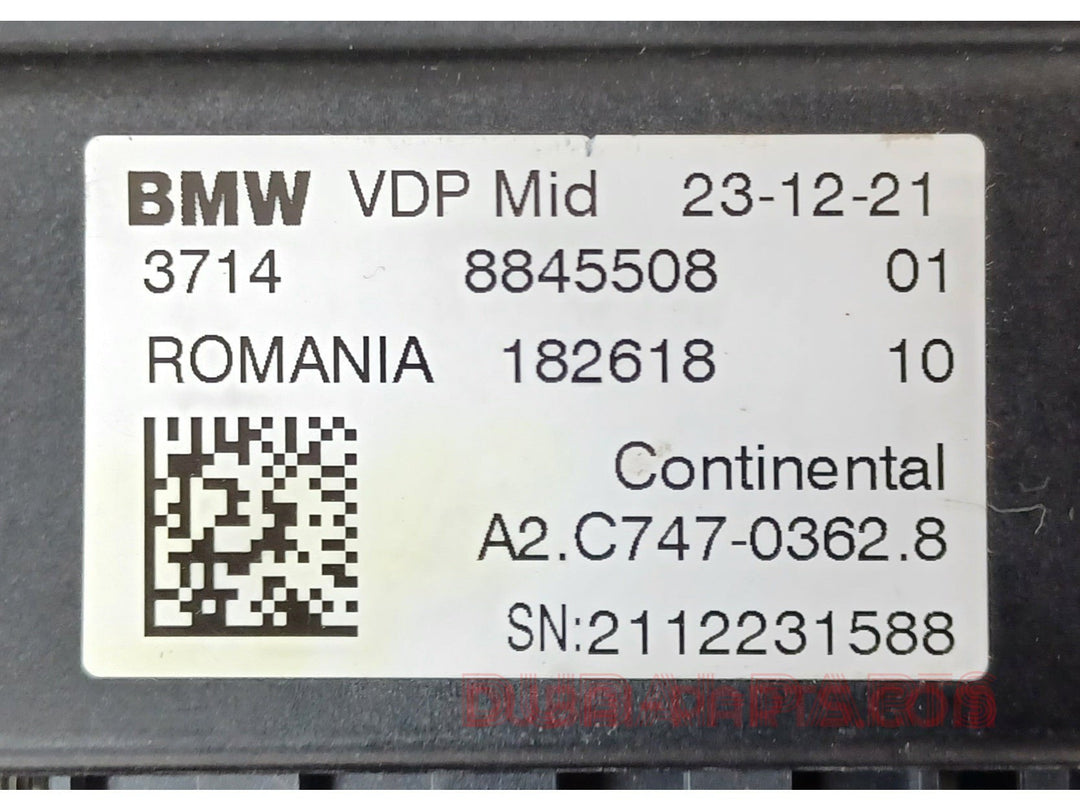 BMW VDP Mid 23-12-21
3714 8845508 01
ROMANIA 182618 10
Continental
A2.C747-0362.8
SN:2112231588
DUBAI-PARTS.COM